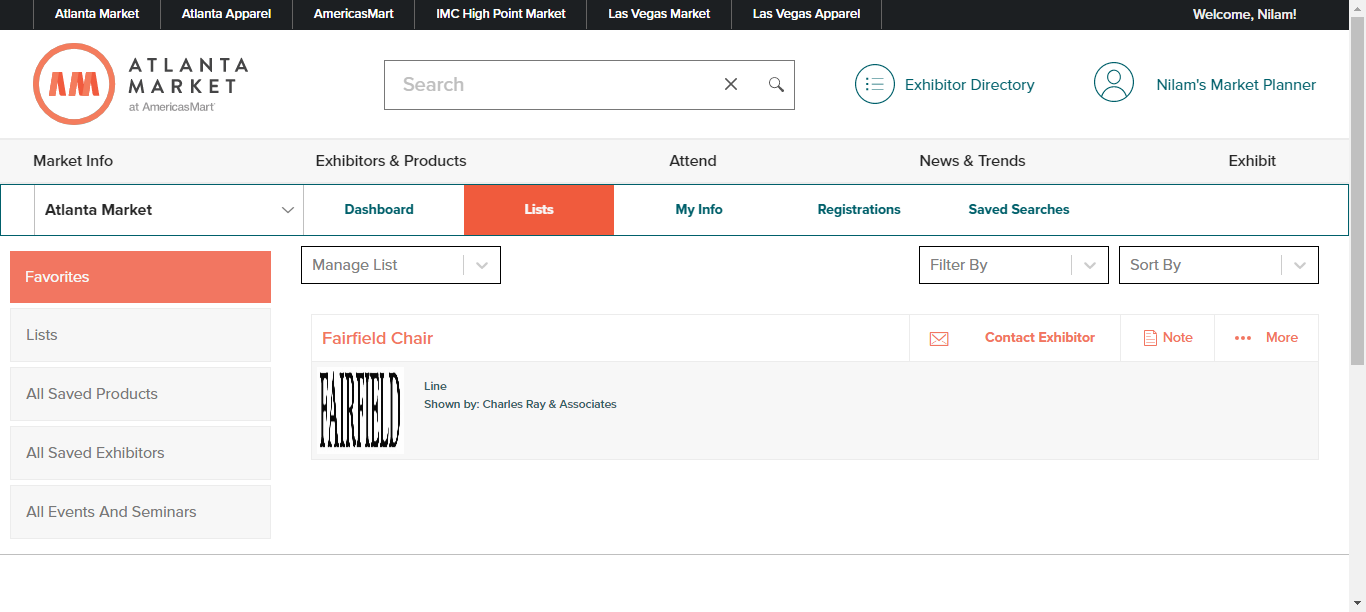 Atlanta Market Atlanta Apparel AmericasMart IMC High Point Market Las Vegas Market Las Vegas Apparel Welcome, Nilam!
ATLANTA
MARKET
at AmericasMart
Search
Exhibitor Directory
Nilam's Market Planner
Market Info Exhibitors & Products Attend News & Trends Exhibit
Atlanta Market Dashboard Lists My Info Registrations Saved Searches
Favorites
Lists
All Saved Products
All Saved Exhibitors
All Events And Seminars
Manage List Filter By Sort By
Fairfield Chair Contact Exhibitor Note More
FAIRFIELD
Line
Shown by: Charles Ray & Associates